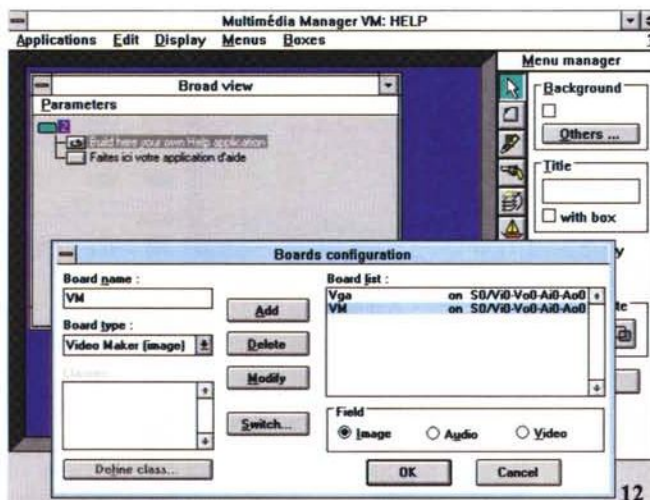 Multimédia Manager VM: HELP
Applications Edit Display Menus Boxes
Menu manager
Broad view
Parameters
Build here your own Help application
Faites ici votre application d'aide
Background
Others ...
Title
with box
Boards configuration
Board name :
VM
Board type :
Video Maker (image)
Define class...
Add
Delete
Modify
Switch...
Board list :
Vga on S0/Vi0-Vo0-Ai0-Ao0
VM on S0/Vi0-Vo0-Ai0-Ao0
Field
Image Audio Video
OK Cancel
12